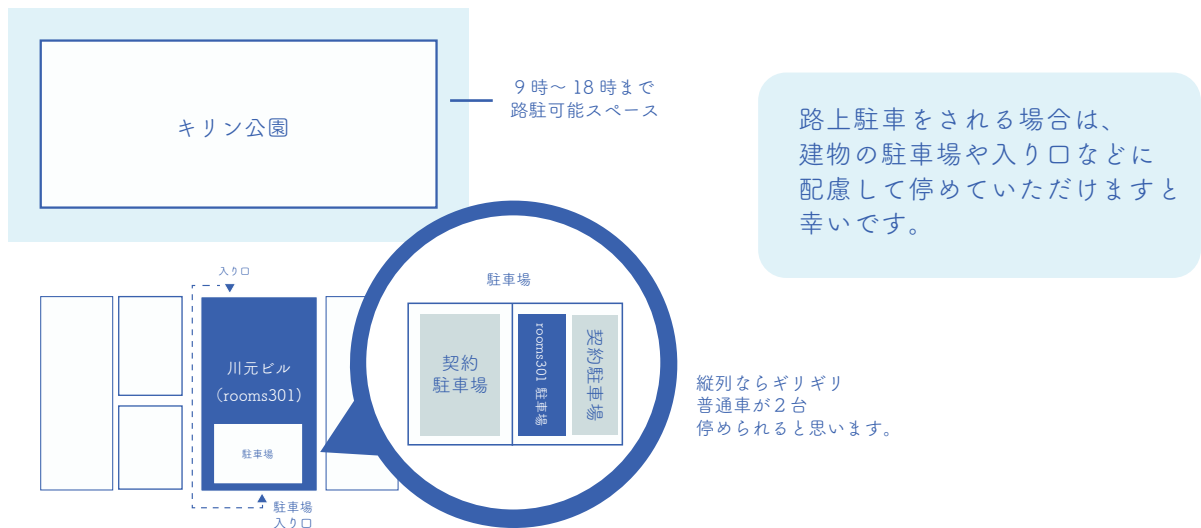 キリン公園
9時〜18時まで
路駐可能スペース
路上駐車をされる場合は、
建物の駐車場や入り口などに
配慮して停めていただけますと
幸いです。
入り口
川元ビル
(rooms301)
駐車場
駐車場
入り口
駐車場
契約
駐車場
rooms301 駐車場
契約駐車場
縦列ならギリギリ
普通車が2台
停められると思います。